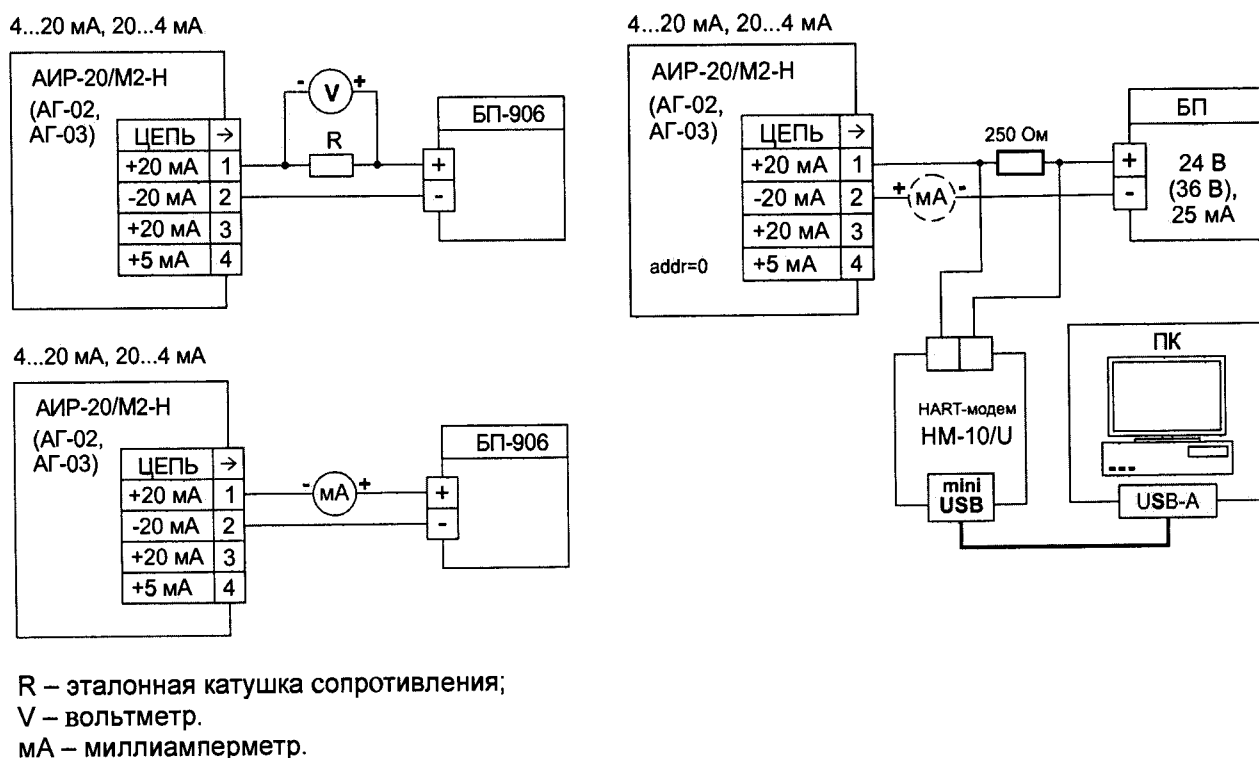 4...20 мА, 20...4 мА
АИР-20/М2-Н
(АГ-02,
АГ-03)
- V +
R
БП-906
ЦЕПЬ →
+20 мА 1
-20 мА 2
+20 мА 3
+5 мА 4
+
-
4...20 мА, 20...4 мА
АИР-20/М2-Н
(АГ-02,
АГ-03)
ЦЕПЬ →
+20 мА 1
-20 мА 2
+20 мА 3
+5 мА 4
- мА +
БП-906
+
-
R – эталонная катушка сопротивления;
V – вольтметр.
мА – миллиамперметр.
4...20 мА, 20...4 мА
АИР-20/М2-Н
(АГ-02,
АГ-03)
ЦЕПЬ →
+20 мА 1
-20 мА 2
+20 мА 3
+5 мА 4
addr=0
250 Ом
+ мА -
БП
+
-
24 В
(36 В),
25 мА
HART-модем
HM-10/U
mini
USB
ПК
USB-A